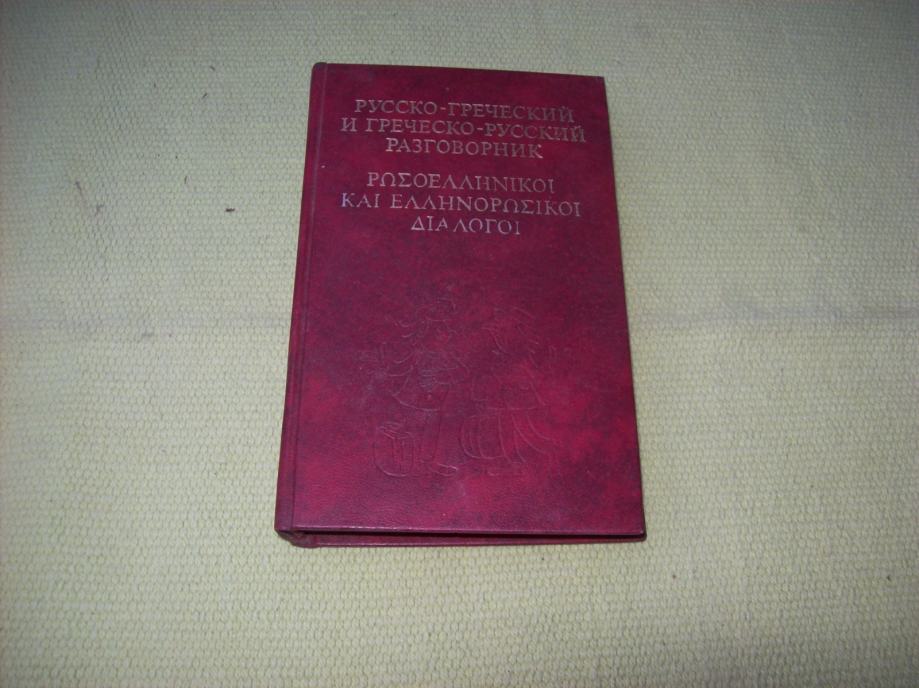 РУССКО-ГРЕЧЕСКИЙ
И ГРЕЧЕСКО-РУССКИЙ
РАЗГОВОРНИК
ΡΩΣΟΕΛΛΗΝΙΚΟΙ
ΚΑΙ ΕΛΛΗΝΟΡΩΣΙΚΟΙ
ΔΙΑΛΟΓΟΙ